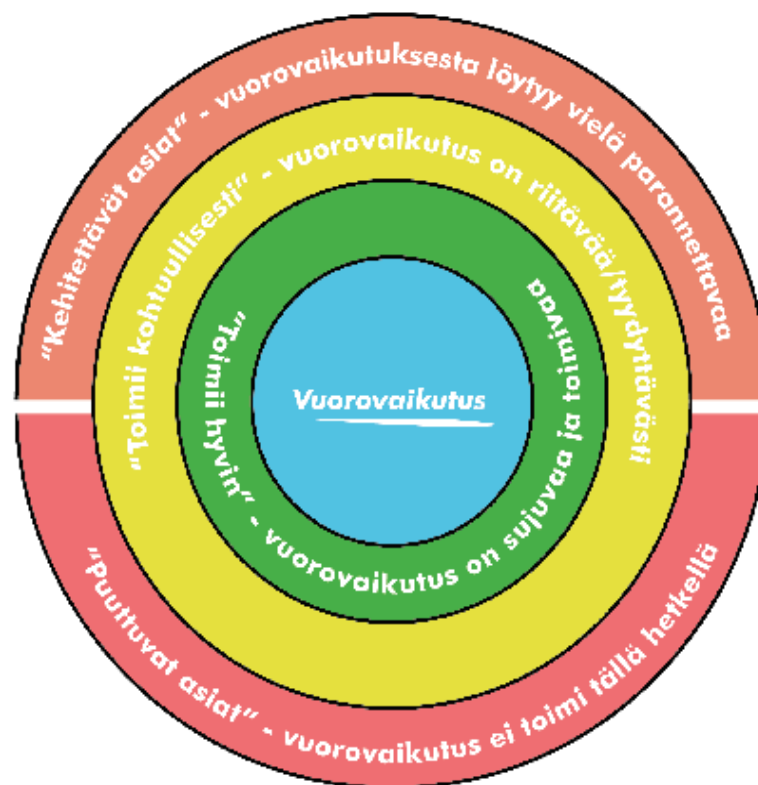 "Kehitettävät asiat" - vuorovaikutuksesta löytyy vielä parannettavaa
"Toimii kohtuullisesti" - vuorovaikutus on riitävää/tyydyttävästi
"Toimii hyvin" - vuorovaikutus on sujuvaa ja toimivaa
Vuorovaikutus
"Puuttuvat asiat" - vuorovaikutus ei toimi tällä hetkellä